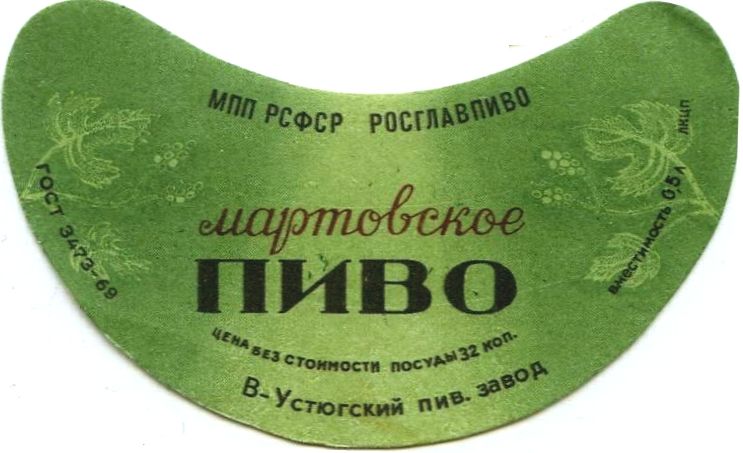 МПП РСФСР РОСГЛАВПИВО
ЛКЦП
ГОСТ 3473-69
вместимость 0,5 л
мартовское
ПИВО
ЦЕНА БЕЗ СТОИМОСТИ ПОСУДЫ 32 КОП.
В-Устюгский пив. завод